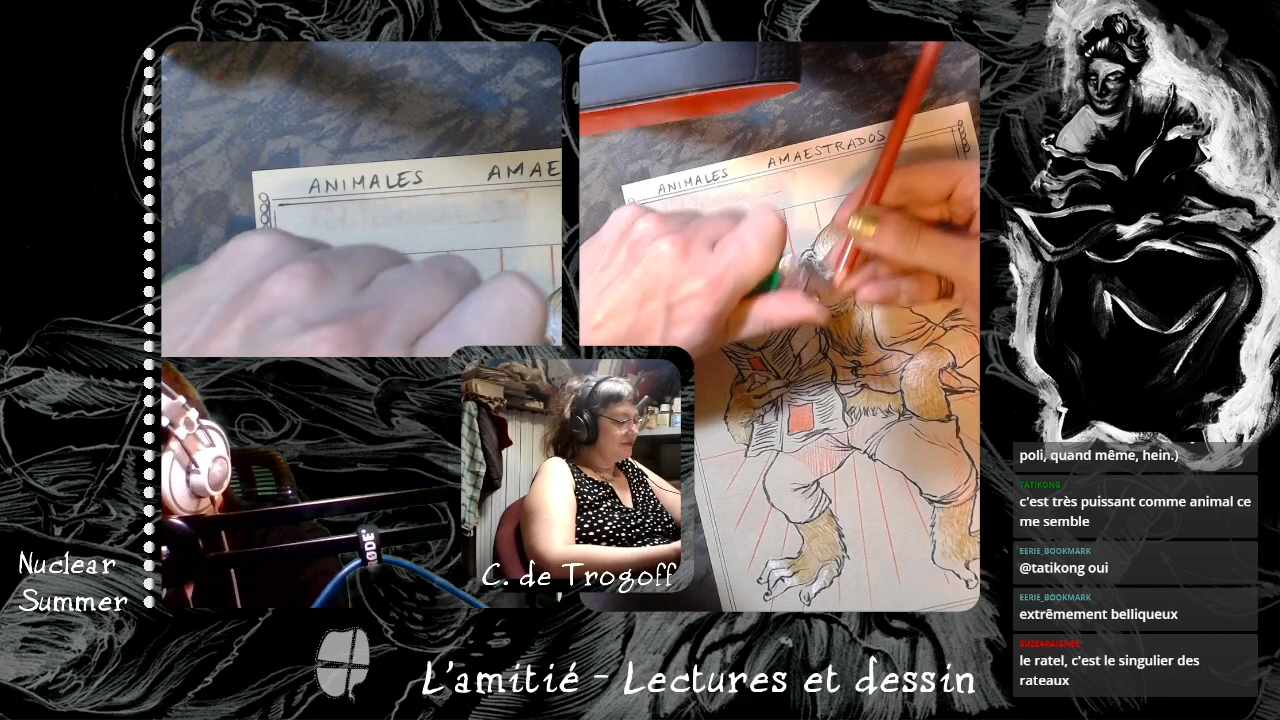 ANIMALES AMAE
ANIMALES AMAESTRADOS
poli, quand même, hein.)
TATIKONG
c'est très puissant comme animal ce
me semble
EERIE_BOOKMARK
@tatikong oui
EERIE_BOOKMARK
extrêmement belliqueux
SUZEARAIGNEE
le ratel, c'est le singulier des
rateaux
Nuclear
Summer
C. de Trogoff
L'amitié - Lectures et dessin